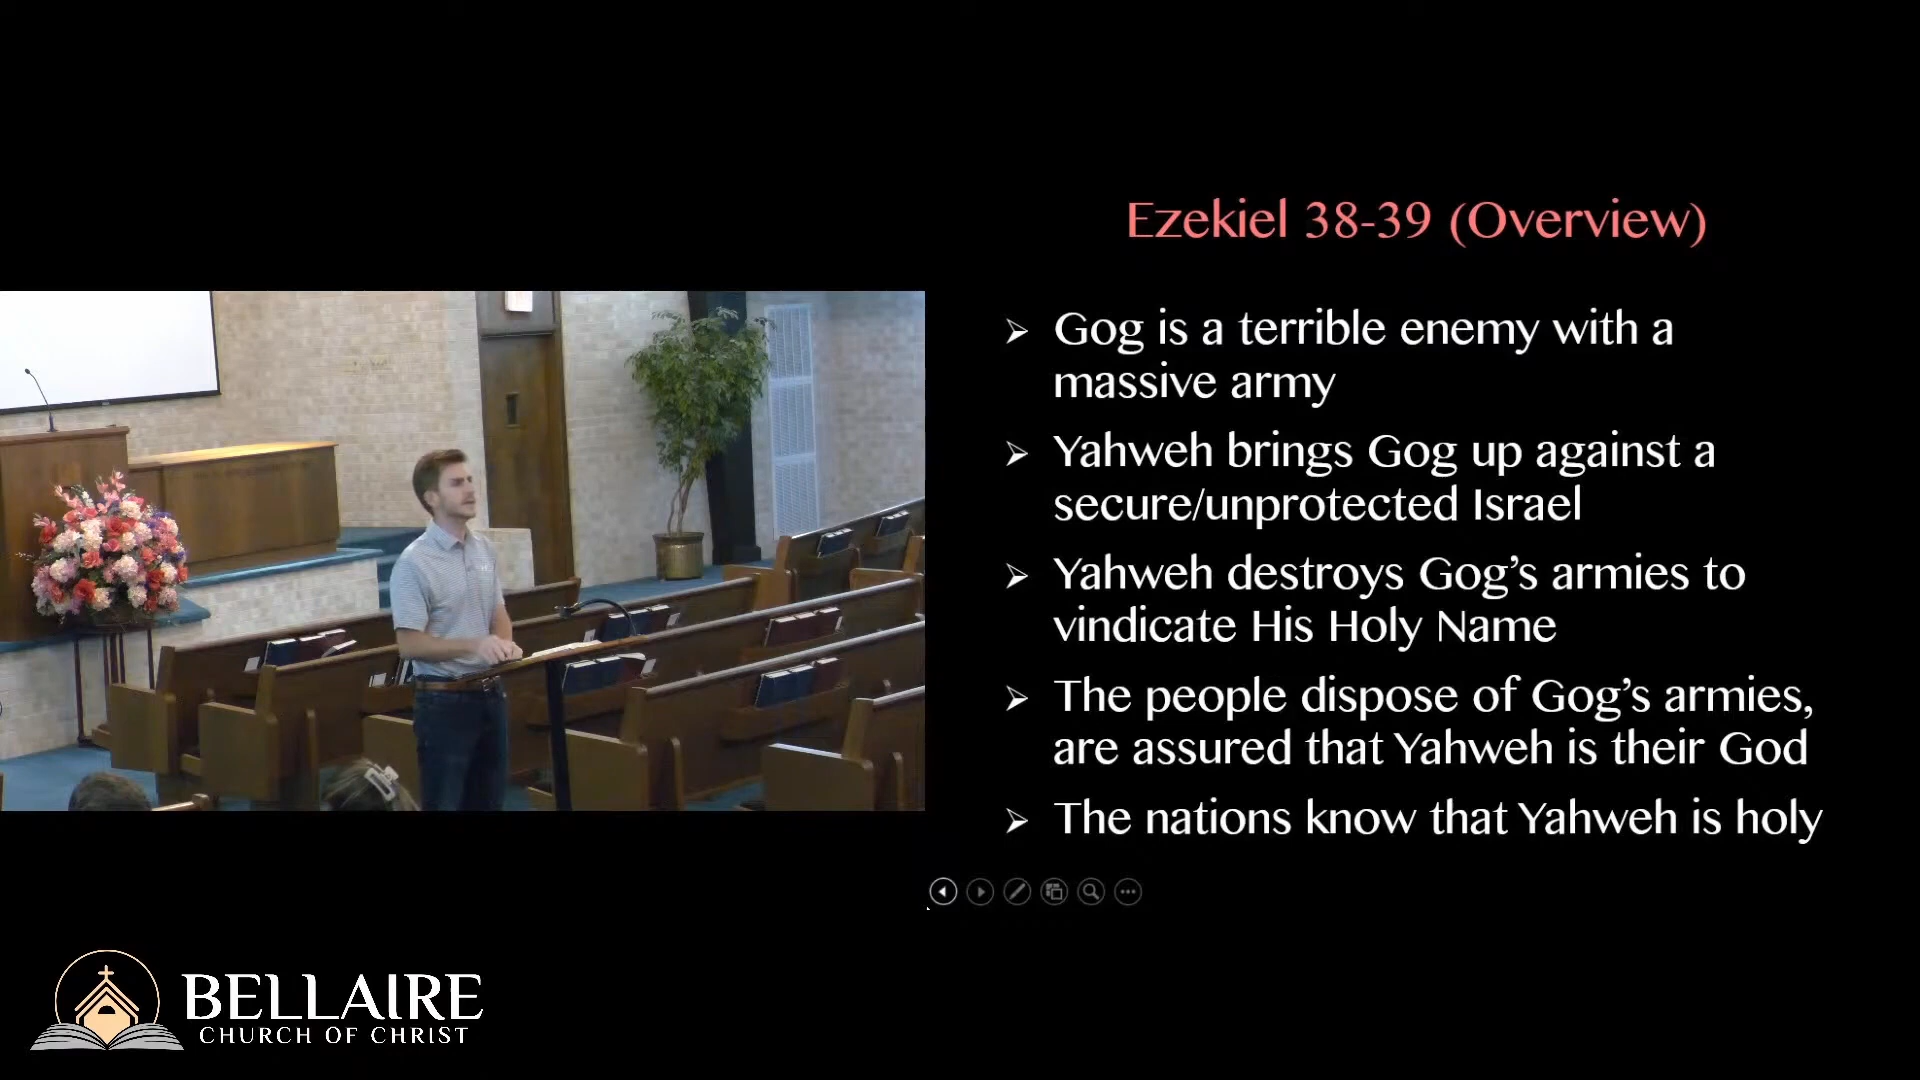 Ezekiel 38-39 (Overview)
➢ Gog is a terrible enemy with a
massive army
➢ Yahweh brings Gog up against a
secure/unprotected Israel
➢ Yahweh destroys Gog’s armies to
vindicate His Holy Name
➢ The people dispose of Gog’s armies,
are assured that Yahweh is their God
➢ The nations know that Yahweh is holy
BELLAIRE
CHURCH OF CHRIST